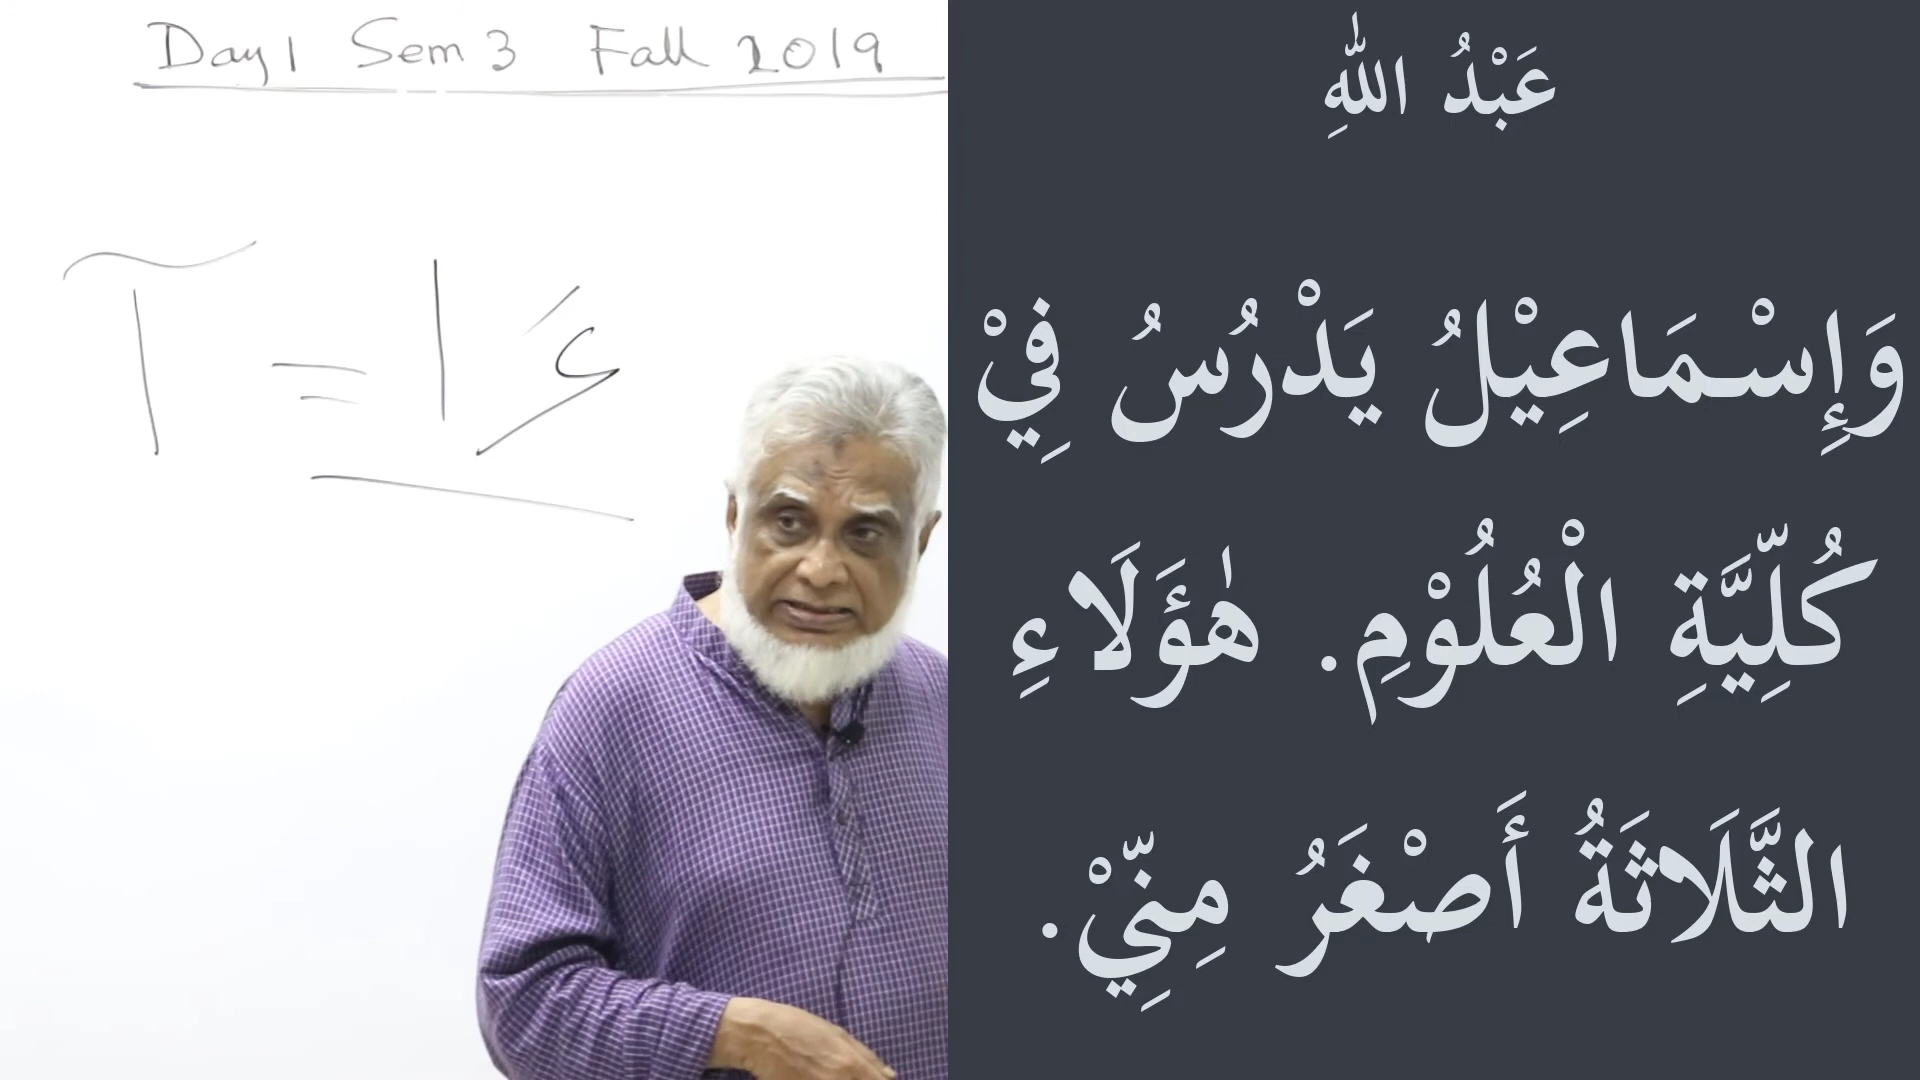 Day 1 Sem 3 Fall 2019
آ = ءَ ا
عَبْدُ اللّٰهِ
وَإِسْمَاعِيْلُ يَدْرُسُ فِيْ
كُلِّيَّةِ الْعُلُوْمِ. هٰؤَلَاءِ
الثَّلَاثَةُ أَصْغَرُ مِنِّيْ.